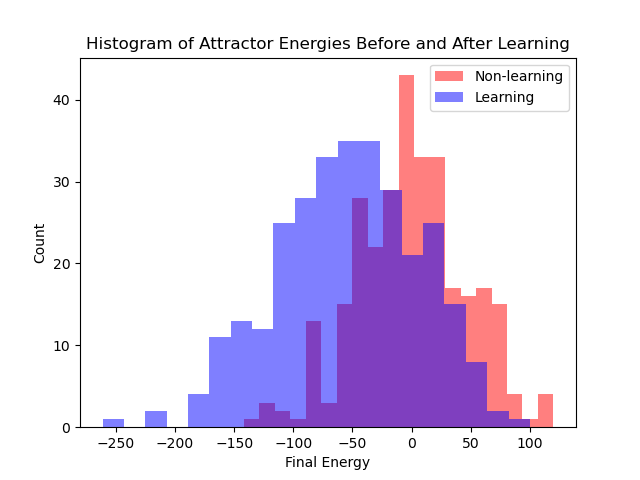 Histogram of Attractor Energies Before and After Learning
Non-learning
Learning
40
30
20
10
0
Count
−250 −200 −150 −100 −50 0 50 100
Final Energy